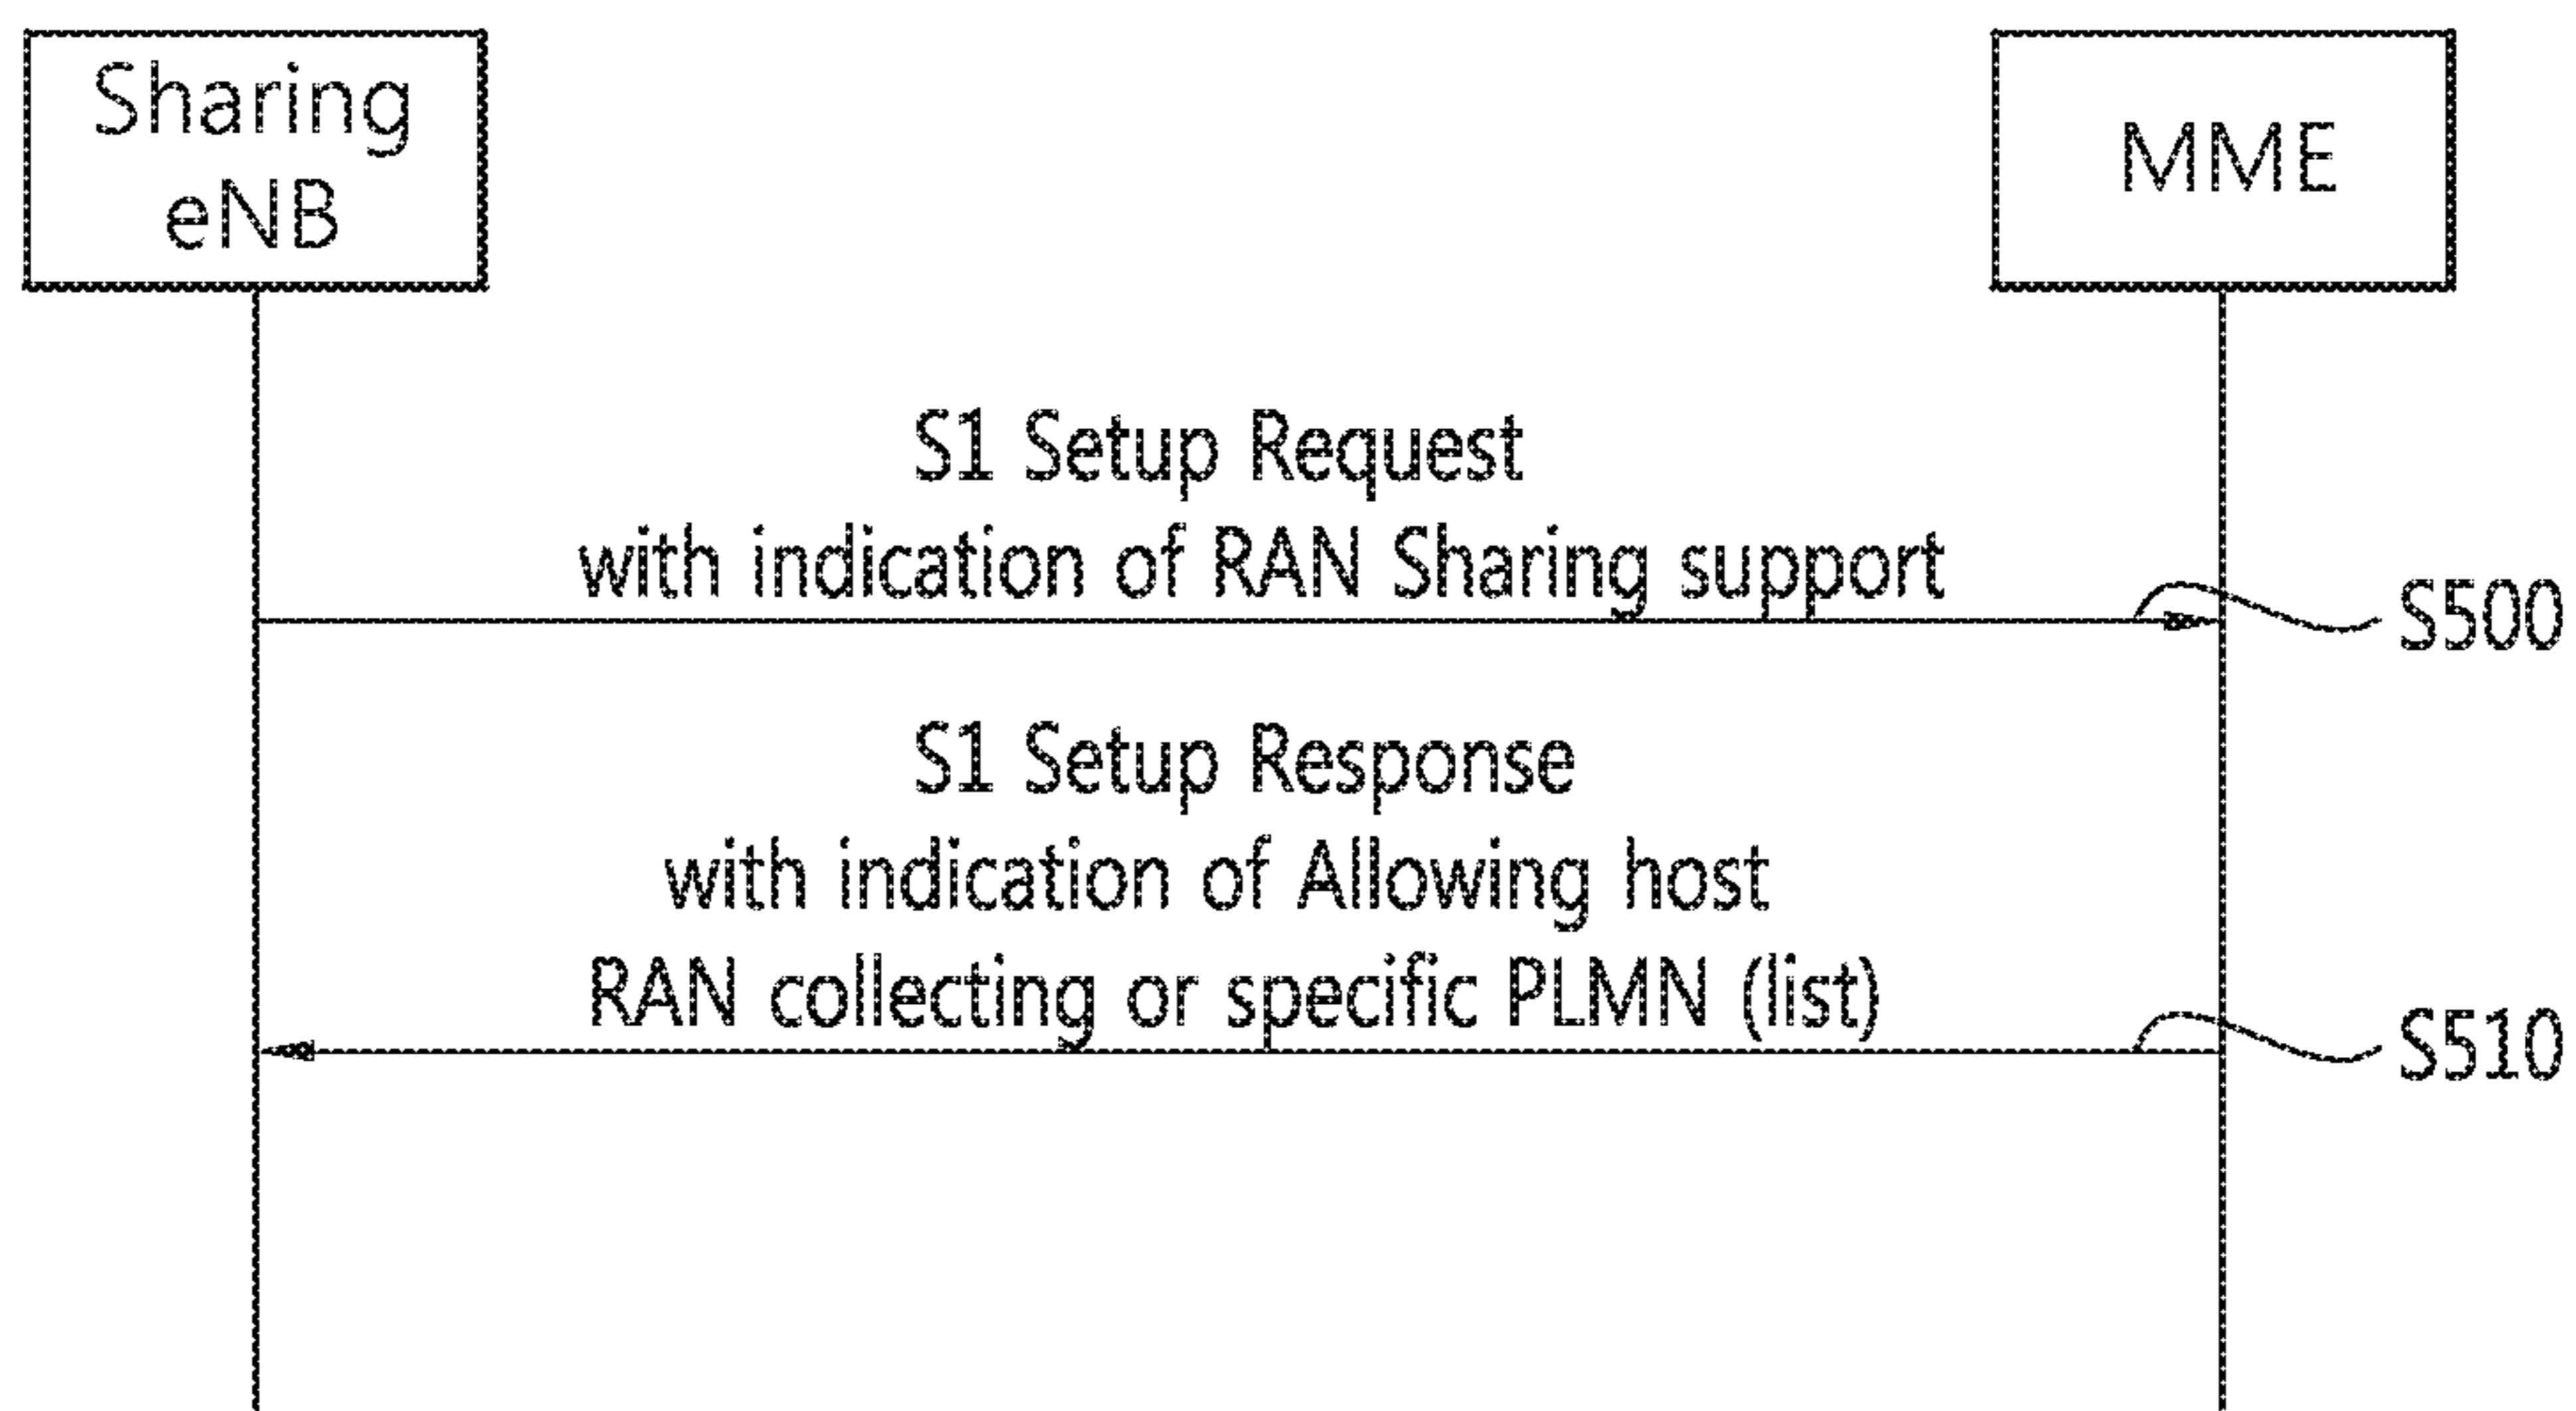 Sharing
eNB
MME
S1 Setup Request
with indication of RAN Sharing support
S500
S1 Setup Response
with indication of Allowing host
RAN collecting or specific PLMN (list)
S510